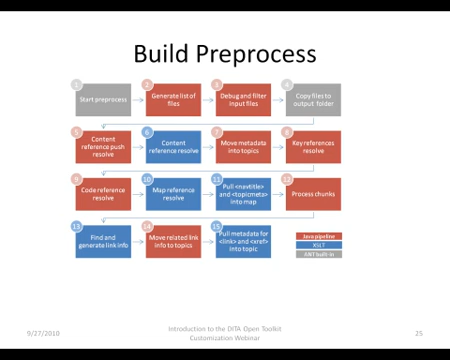 Build Preprocess
1
Start preprocess
2
Generate list of
files
3
Debug and filter
input files
4
Copy files to
output folder
5
Content
reference push
resolve
6
Content
reference resolve
7
Move metadata
into topics
8
Key references
resolve
9
Code reference
resolve
10
Map reference
resolve
11
Pull <navtitle>
and <topicmeta>
into map
12
Process chunks
13
Find and
generate link info
14
Move related link
info to topics
15
Pull metadata for
<link> and <xref>
into topic
Java pipeline
XSLT
ANT built-in
9/27/2010
Introduction to the DITA Open Toolkit
Customization Webinar
25